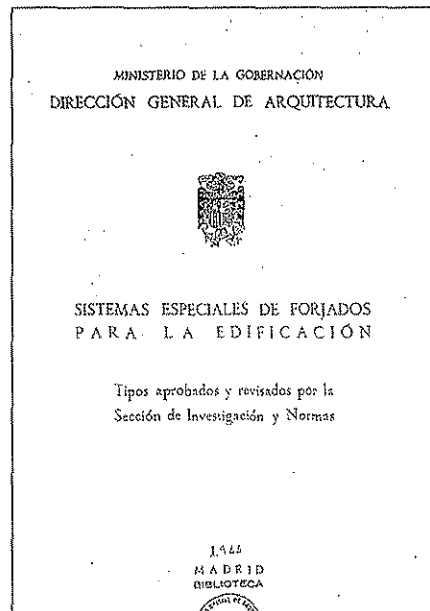 MINISTERIO DE LA GOBERNACIÓN
DIRECCIÓN GENERAL DE ARQUITECTURA
SISTEMAS ESPECIALES DE FORJADOS
PARA LA EDIFICACIÓN
Tipos aprobados y revisados por la
Sección de Investigación y Normas
MADRID
BIBLIOTECA